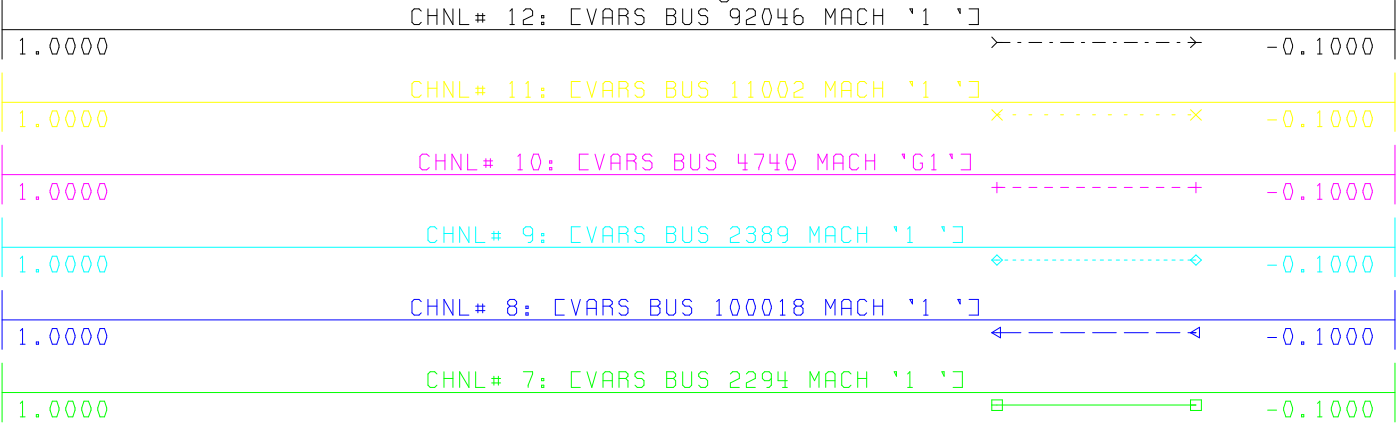 CHNL# 12: [VARS BUS 92046 MACH '1 ']
1.0000 -0.1000
CHNL# 11: [VARS BUS 11002 MACH '1 ']
1.0000 -0.1000
CHNL# 10: [VARS BUS 4740 MACH 'G1']
1.0000 -0.1000
CHNL# 9: [VARS BUS 2389 MACH '1 ']
1.0000 -0.1000
CHNL# 8: [VARS BUS 100018 MACH '1 ']
1.0000 -0.1000
CHNL# 7: [VARS BUS 2294 MACH '1 ']
1.0000 -0.1000